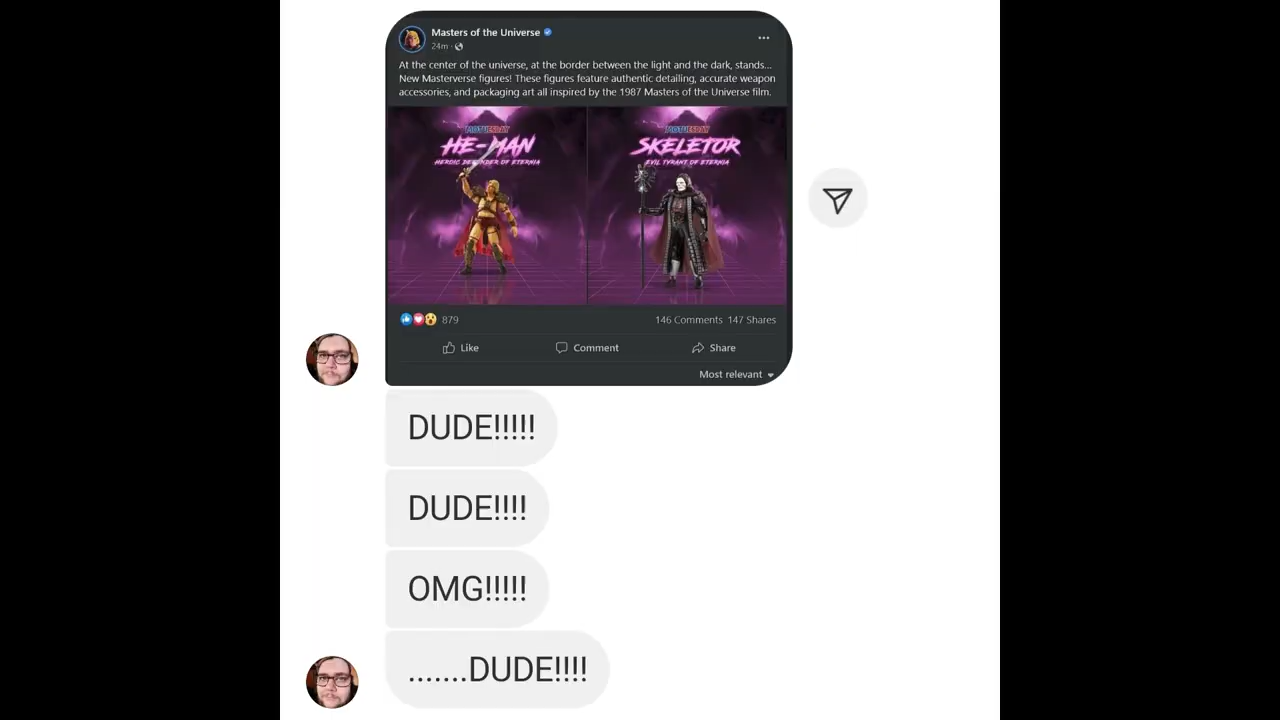 Masters of the Universe
24m ·
At the center of the universe, at the border between the light and the dark, stands...
New Masterverse figures! These figures feature authentic detailing, accurate weapon
accessories, and packaging art all inspired by the 1987 Masters of the Universe film.
MOTUESDAY
HE-MAN
HEROIC DEFENDER OF ETERNIA
MOTUESDAY
SKELETOR
EVIL TYRANT OF ETERNIA
879
146 Comments 147 Shares
Like
Comment
Share
Most relevant
DUDE!!!!!
DUDE!!!!
OMG!!!!!
.......DUDE!!!!